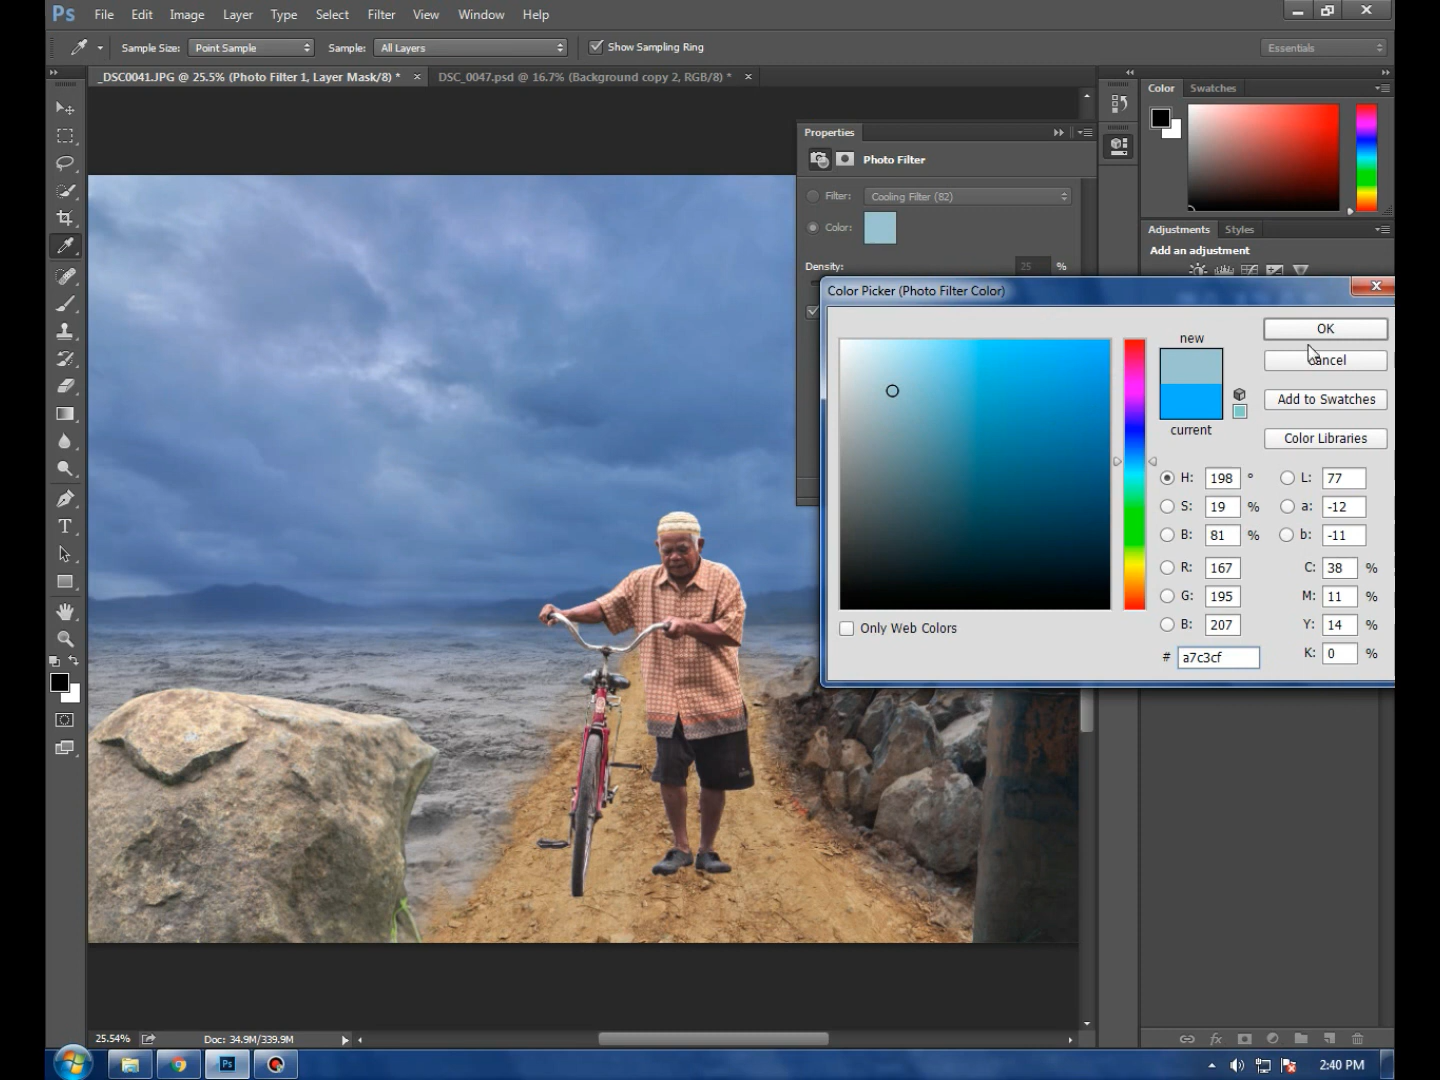 Ps File Edit Image Layer Type Select Filter View Window Help
Sample Size: Point Sample Sample: All Layers Show Sampling Ring Essentials
_DSC0041.JPG @ 25.5% (Photo Filter 1, Layer Mask/8) * × DSC_0047.psd @ 16.7% (Background copy 2, RGB/8) * ×
Color Swatches
Properties
Photo Filter
Filter: Cooling Filter (82)
Color:
Density: 25 %
Adjustments Styles
Add an adjustment
Color Picker (Photo Filter Color)
new
current
OK
Cancel
Add to Swatches
Color Libraries
H: 198 ° L: 77
S: 19 % a: -12
B: 81 % b: -11
R: 167 C: 38 %
G: 195 M: 11 %
B: 207 Y: 14 %
# a7c3cf K: 0 %
Only Web Colors
T
25.54% Doc: 34.9M/339.9M
fx
Ps
2:40 PM